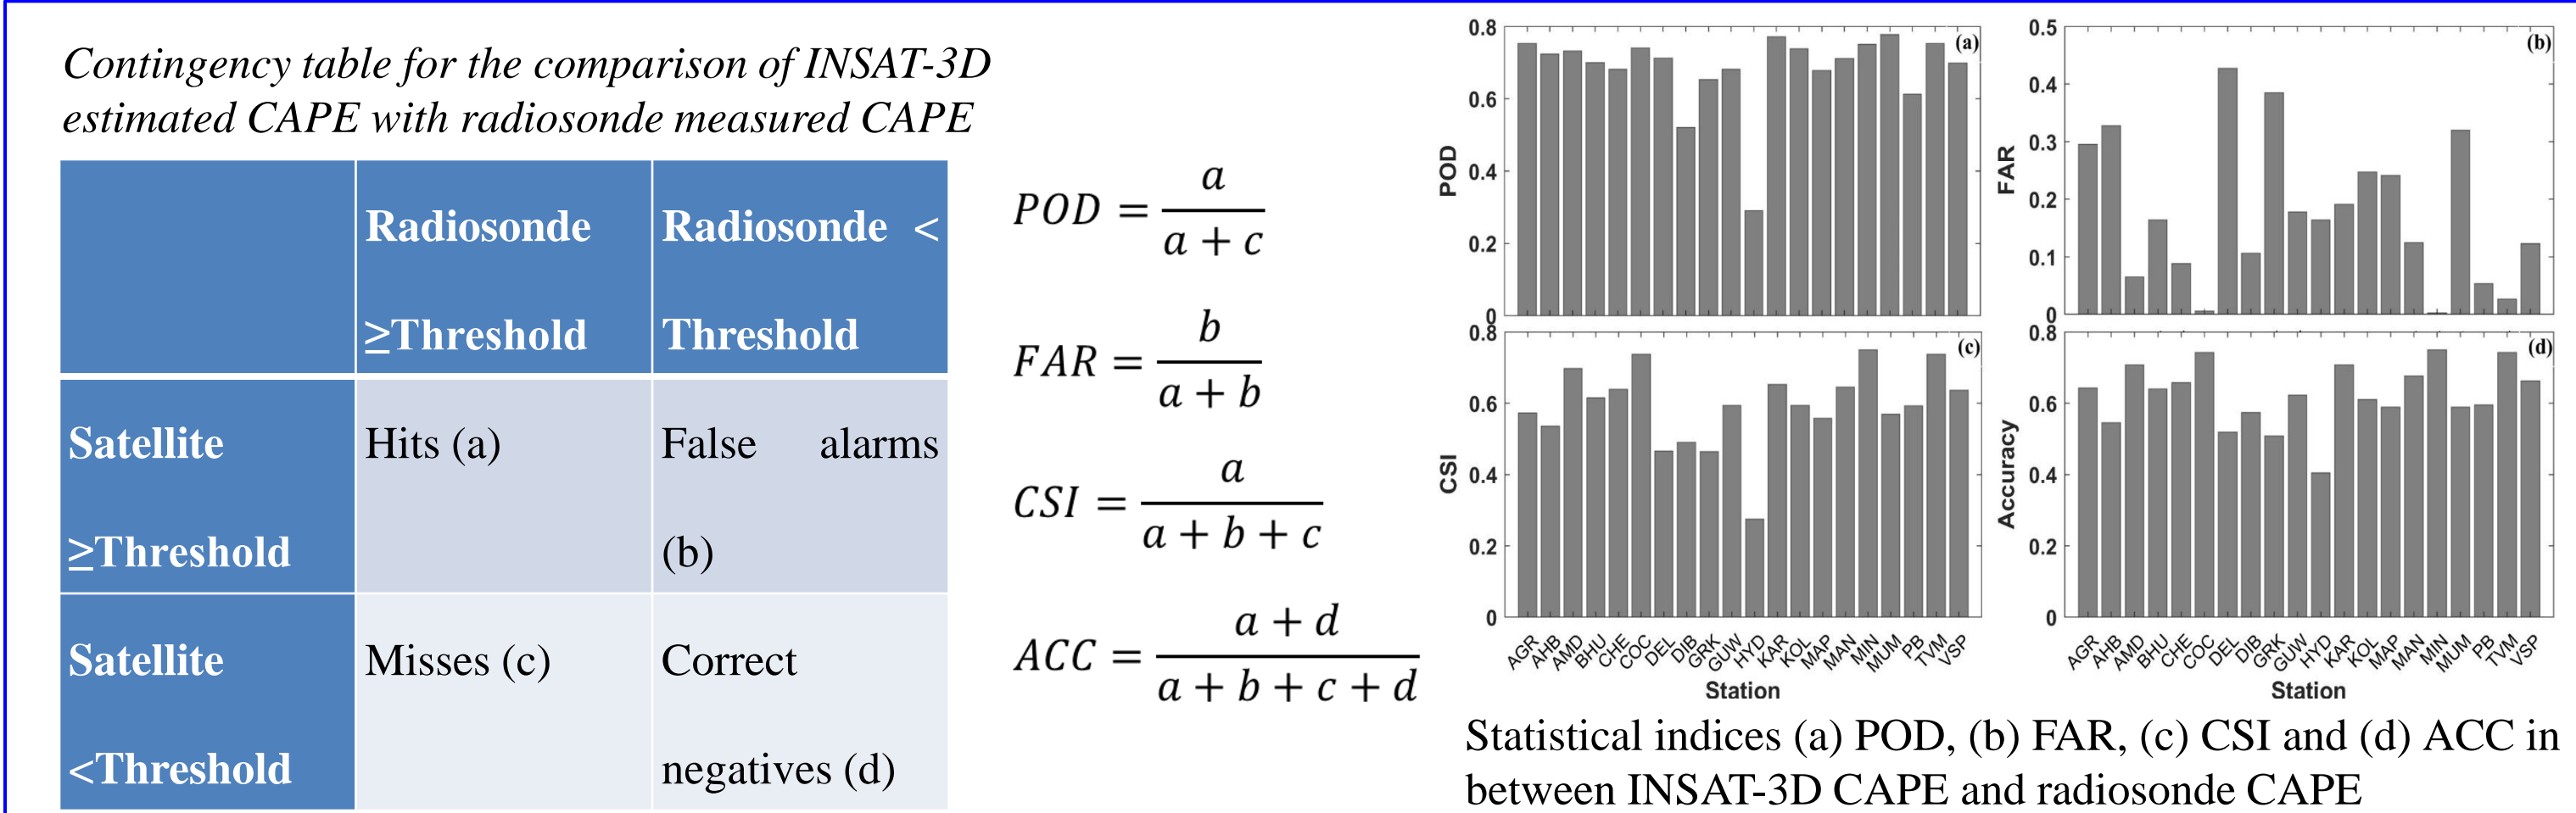 Contingency table for the comparison of INSAT-3D
estimated CAPE with radiosonde measured CAPE
Radiosonde
≥Threshold
Radiosonde <
Threshold
Satellite
≥Threshold
Hits (a)
False alarms
(b)
Satellite
<Threshold
Misses (c)
Correct
negatives (d)
POD = a / (a + c)
FAR = b / (a + b)
CSI = a / (a + b + c)
ACC = (a + d) / (a + b + c + d)
(a)
POD
0.8
0.6
0.4
0.2
0
(b)
FAR
0.5
0.4
0.3
0.2
0.1
0
(c)
CSI
0.8
0.6
0.4
0.2
0
AGR AHB AMD BHU CHE COC DEL DIB GRK GUW HYD KAR KOL MAP MAN MIN MUM PB TVM VSP
Station
(d)
Accuracy
0.8
0.6
0.4
0.2
0
AGR AHB AMD BHU CHE COC DEL DIB GRK GUW HYD KAR KOL MAP MAN MIN MUM PB TVM VSP
Station
Statistical indices (a) POD, (b) FAR, (c) CSI and (d) ACC in
between INSAT-3D CAPE and radiosonde CAPE